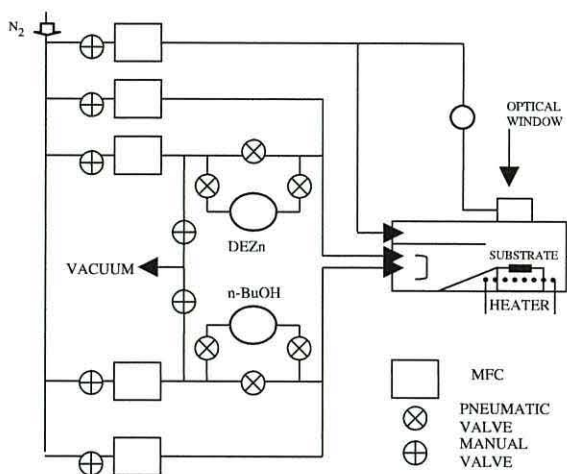 N2
OPTICAL
WINDOW
DEZn
VACUUM
n-BuOH
SUBSTRATE
HEATER
MFC
PNEUMATIC
VALVE
MANUAL
VALVE